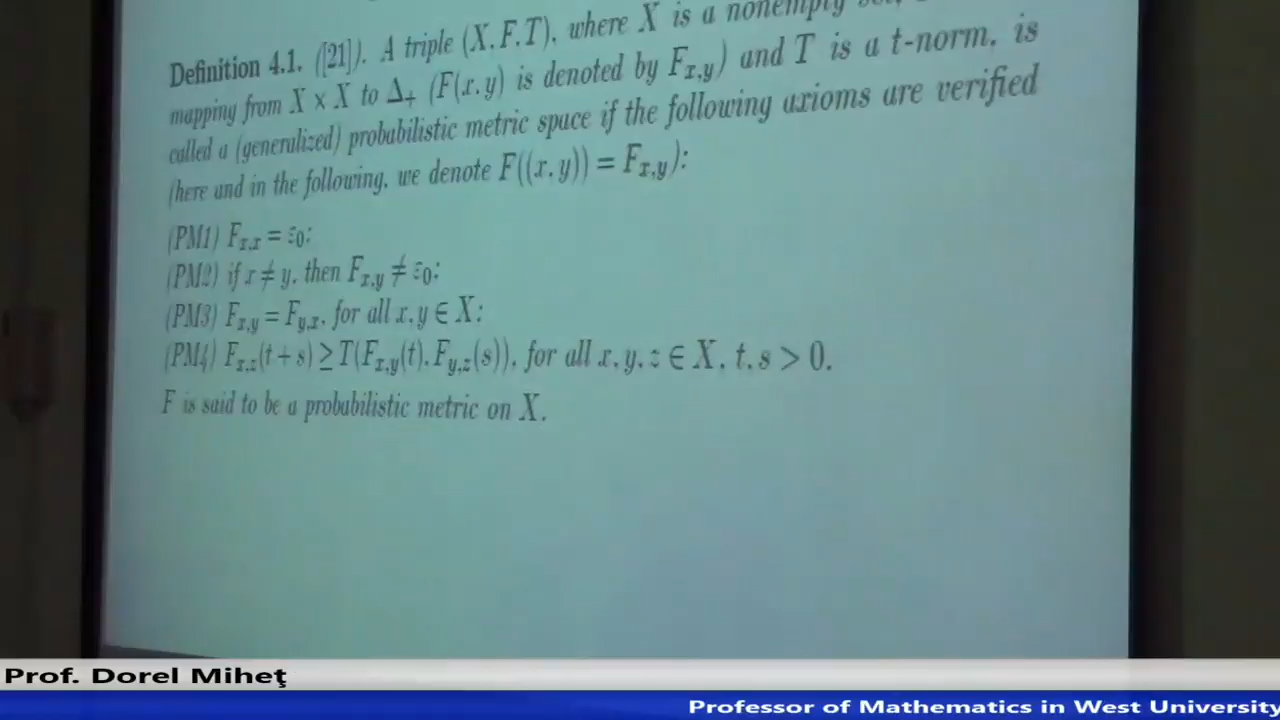 Definition 4.1. ([21]). A triple (X, F, T), where X is a nonempty
mapping from X × X to Δ₊ (F(x, y) is denoted by Fₓ,ᵧ) and T is a t-norm, is
called a (generalized) probabilistic metric space if the following axioms are verified
(here and in the following, we denote F((x, y)) = Fₓ,ᵧ):
(PM1) Fₓ,ₓ = ε₀;
(PM2) if x ≠ y, then Fₓ,ᵧ ≠ ε₀;
(PM3) Fₓ,ᵧ = Fᵧ,ₓ, for all x, y ∈ X;
(PM4) Fₓ,z(t + s) ≥ T(Fₓ,ᵧ(t), Fᵧ,z(s)), for all x, y, z ∈ X, t, s > 0.
F is said to be a probabilistic metric on X.
Prof. Dorel Miheţ
Professor of Mathematics in West University